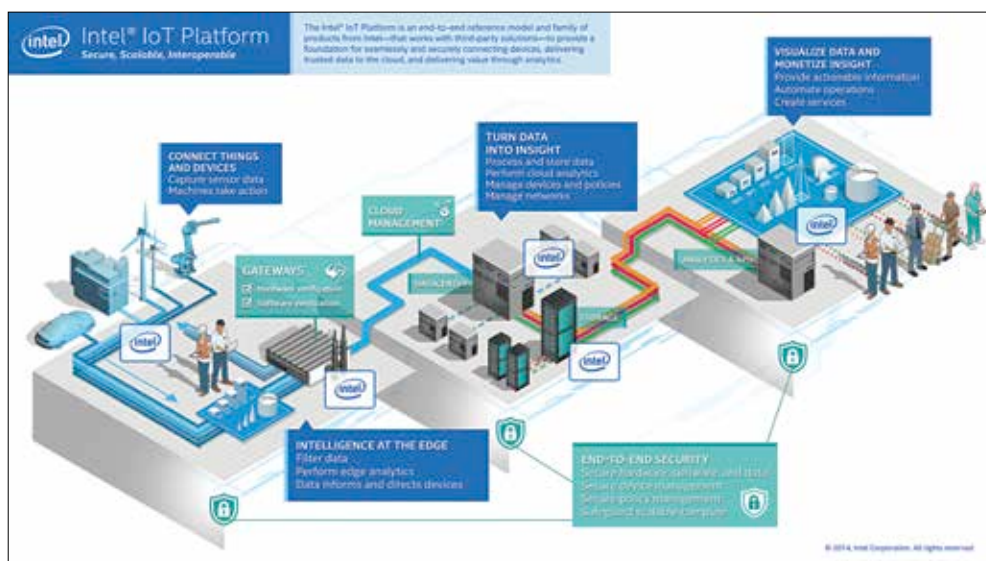 intel
Intel® IoT Platform
Secure, Scalable, Interoperable
The Intel® IoT Platform is an end-to-end reference model and family of
products from Intel—that works with third-party solutions—to provide a
foundation for seamlessly and securely connecting devices, delivering
trusted data to the cloud, and delivering value through analytics.
VISUALIZE DATA AND
MONETIZE INSIGHT
Provide actionable information
Automate operations
Create services
TURN DATA
INTO INSIGHT
Process and store data
Perform cloud analytics
Manage devices and policies
Manage networks
CONNECT THINGS
AND DEVICES
Capture sensor data
Machines take action
CLOUD
MANAGEMENT
GATEWAYS
Hardware verification
Software verification
DATACENTER
STORAGE
ANALYTICS & APIS
intel
intel
intel
intel
intel
INTELLIGENCE AT THE EDGE
Filter data
Perform edge analytics
Data informs and directs devices
END-TO-END SECURITY
Secure hardware, software, and data
Secure device management
Secure policy management
Safeguard scalable compute
© 2014, Intel Corporation. All rights reserved